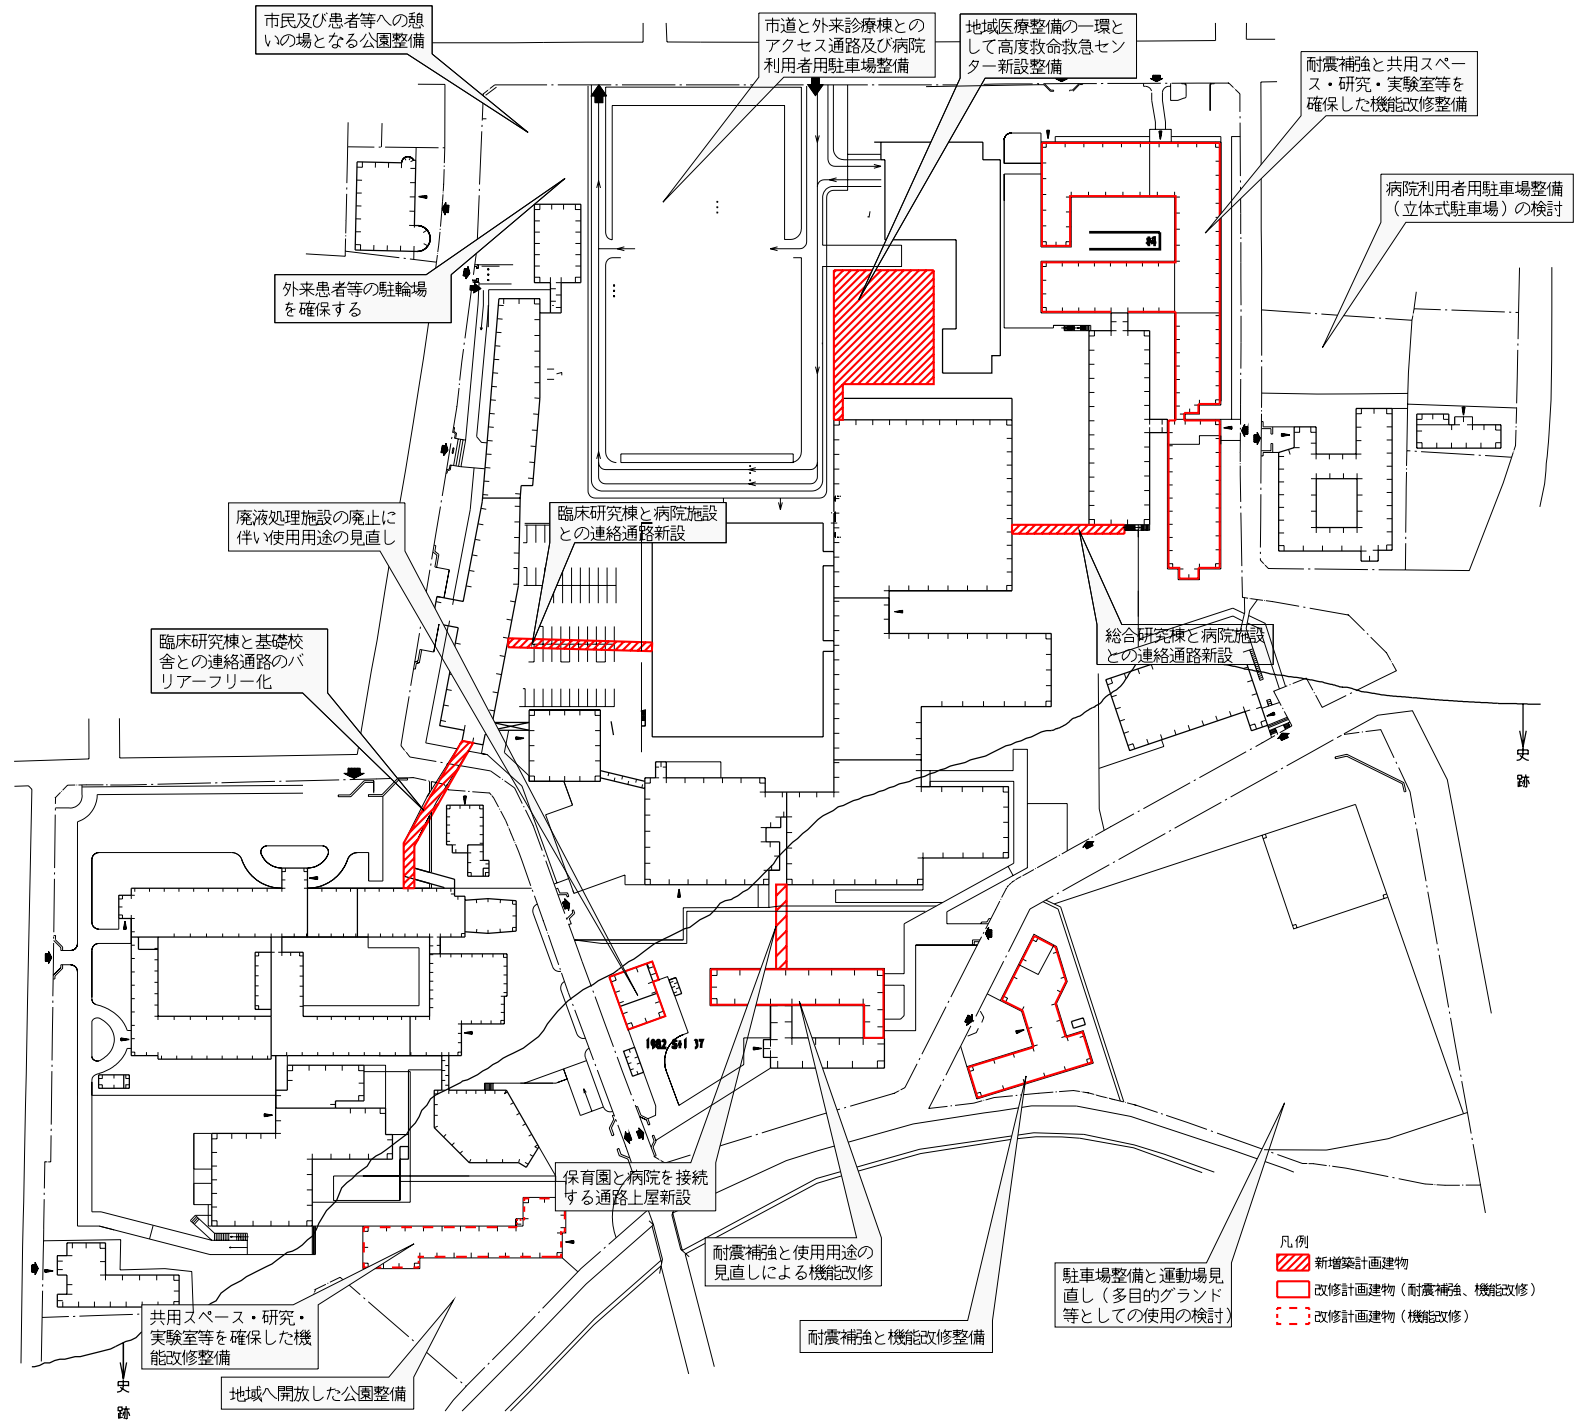 市民及び患者等への憩
いの場となる公園整備
市道と外来診療棟との
アクセス通路及び病院
利用者用駐車場整備
地域医療整備の一環と
して高度救命救急セン
ター新設整備
耐震補強と共用スペー
ス・研究・実験室等を
確保した機能改修整備
病院利用者用駐車場整備
（立体式駐車場）の検討
外来患者等の駐輪場
を確保する
廃液処理施設の廃止に
伴い使用用途の見直し
臨床研究棟と病院施設
との連絡通路新設
臨床研究棟と基礎校
舎との連絡通路のバ
リアーフリー化
総合研究棟と病院施設
との連絡通路新設
史
跡
保育園と病院を接続
する通路上屋新設
耐震補強と使用用途の
見直しによる機能改修
耐震補強と機能改修整備
駐車場整備と運動場見
直し（多目的グランド
等としての使用の検討）
共用スペース・研究・
実験室等を確保した機
能改修整備
地域へ開放した公園整備
史
跡
凡例
新増築計画建物
改修計画建物（耐震補強、機能改修）
改修計画建物（機能改修）